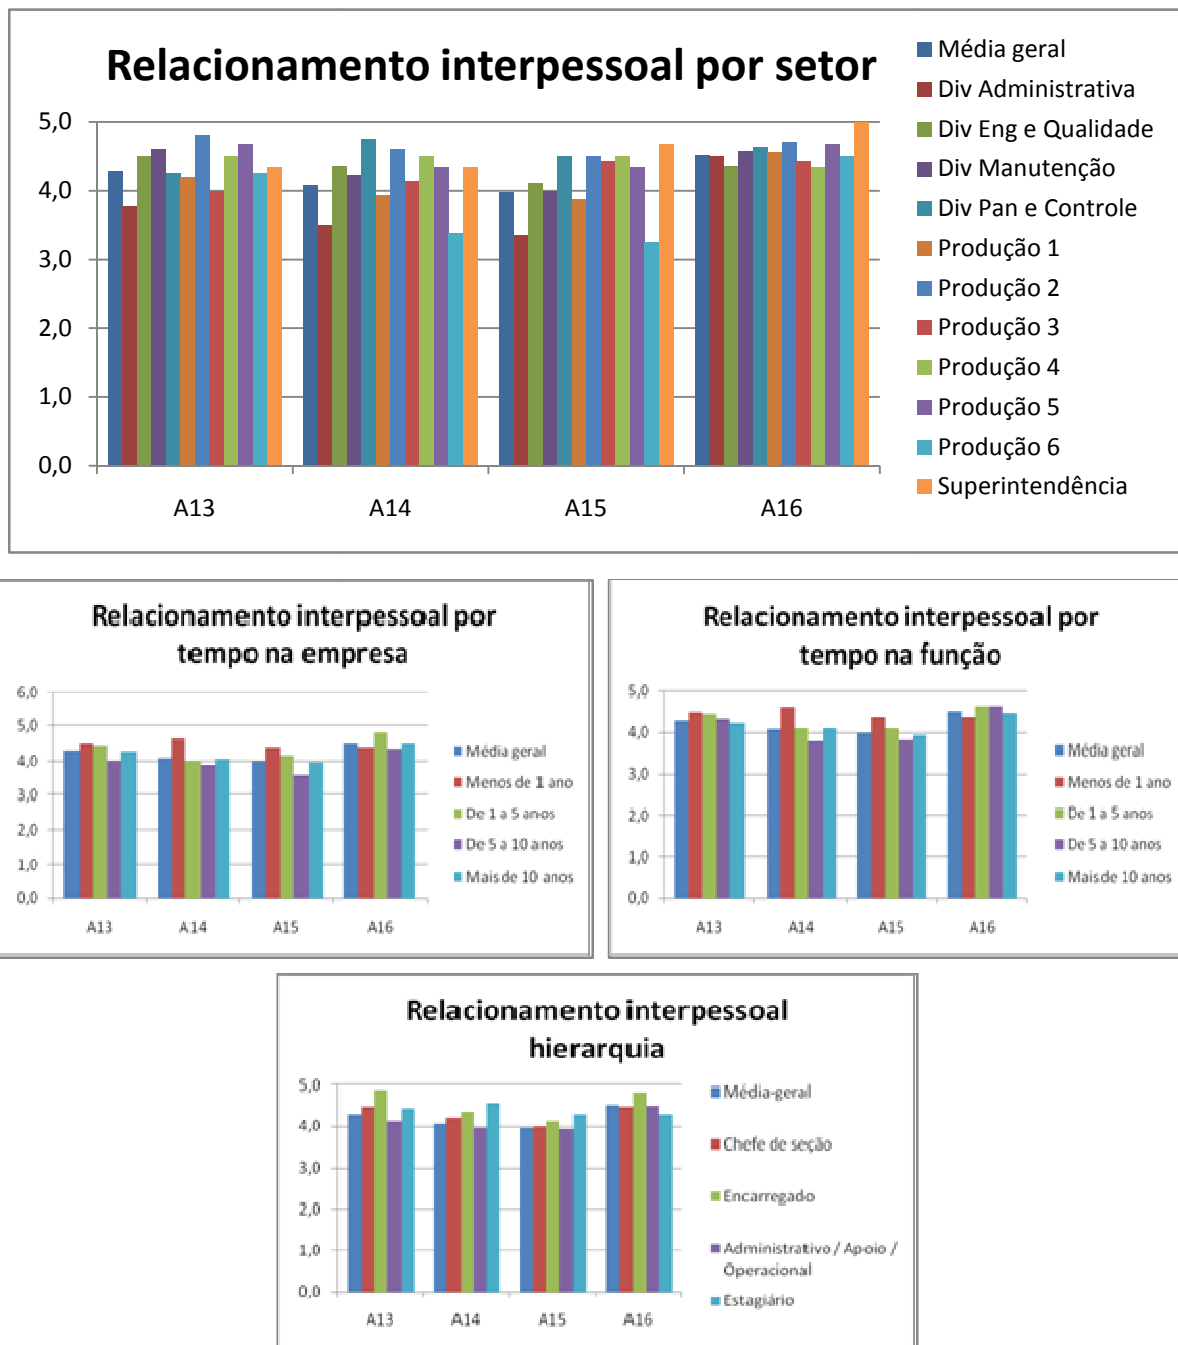 Relacionamento interpessoal por setor
5,0
4,0
3,0
2,0
1,0
0,0
A13
A14
A15
A16
Média geral
Div Administrativa
Div Eng e Qualidade
Div Manutenção
Div Pan e Controle
Produção 1
Produção 2
Produção 3
Produção 4
Produção 5
Produção 6
Superintendência
Relacionamento interpessoal por
tempo na empresa
6,0
5,0
4,0
3,0
2,0
1,0
0,0
A13
A14
A15
A16
Média geral
Menos de 1 ano
De 1 a 5 anos
De 5 a 10 anos
Mais de 10 anos
Relacionamento interpessoal por
tempo na função
5,0
4,0
3,0
2,0
1,0
0,0
A13
A14
A15
A16
Média geral
Menos de 1 ano
De 1 a 5 anos
De 5 a 10 anos
Mais de 10 anos
Relacionamento interpessoal
hierarquia
5,0
4,0
3,0
2,0
1,0
0,0
A13
A14
A15
A16
Média-geral
Chefe de seção
Encarregado
Administrativo / Apoio /
Operacional
Estagiário